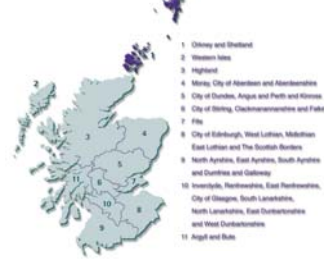 1 Orkney and Shetland
2 Western Isles
3 Highland
4 Moray, City of Aberdeen and Aberdeenshire
5 City of Dundee, Angus and Perth and Kinross
6 City of Stirling, Clackmannanshire and Falkirk
7 Fife
8 City of Edinburgh, West Lothian, Midlothian
East Lothian and The Scottish Borders
9 North Ayrshire, East Ayrshire, South Ayrshire
and Dumfries and Galloway
10 Inverclyde, Renfrewshire, East Renfrewshire,
City of Glasgow, South Lanarkshire,
North Lanarkshire, East Dunbartonshire
and West Dunbartonshire
11 Argyll and Bute
2
3
4
5
11
6
10
8
9